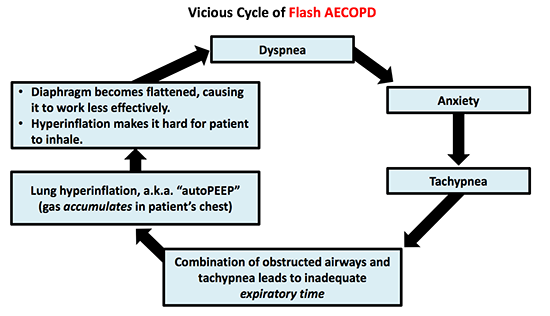 Vicious Cycle of Flash AECOPD
Dyspnea
Anxiety
Tachypnea
Combination of obstructed airways and
tachypnea leads to inadequate
expiratory time
Lung hyperinflation, a.k.a. “autoPEEP”
(gas accumulates in patient’s chest)
• Diaphragm becomes flattened, causing
it to work less effectively.
• Hyperinflation makes it hard for patient
to inhale.